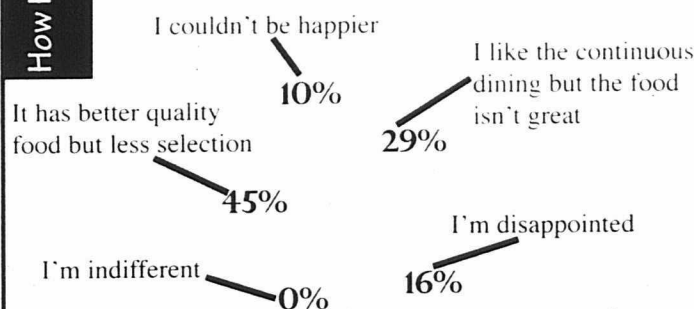 How
I couldn't be happier
10%
I like the continuous
dining but the food
isn't great
29%
It has better quality
food but less selection
45%
I'm disappointed
16%
I'm indifferent
0%